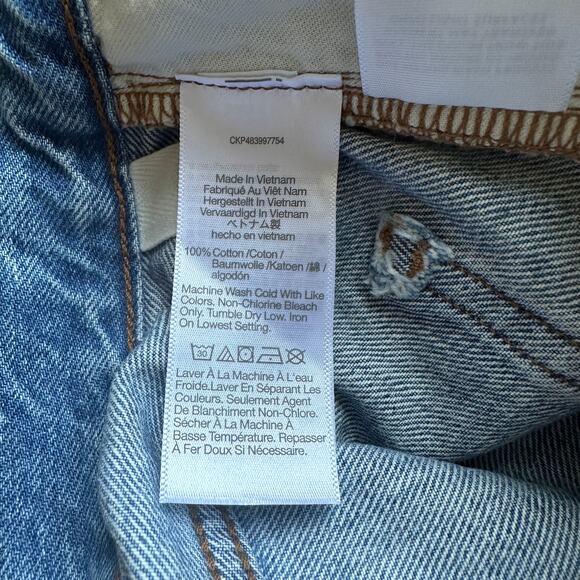 CKP483997754
Made In Vietnam
Fabriqué Au Viêt Nam
Hergestellt In Vietnam
Vervaardigd In Vietnam
ベトナム製
hecho en vietnam
100% Cotton /Coton /
Baumwolle /Katoen /綿 /
algodón
Machine Wash Cold With Like
Colors. Non-Chlorine Bleach
Only. Tumble Dry Low. Iron
On Lowest Setting.
30
Laver À La Machine À L'eau
Froide.Laver En Séparant Les
Couleurs. Seulement Agent
De Blanchiment Non-Chlore.
Sécher À La Machine À
Basse Température. Repasser
À Fer Doux Si Nécessaire.